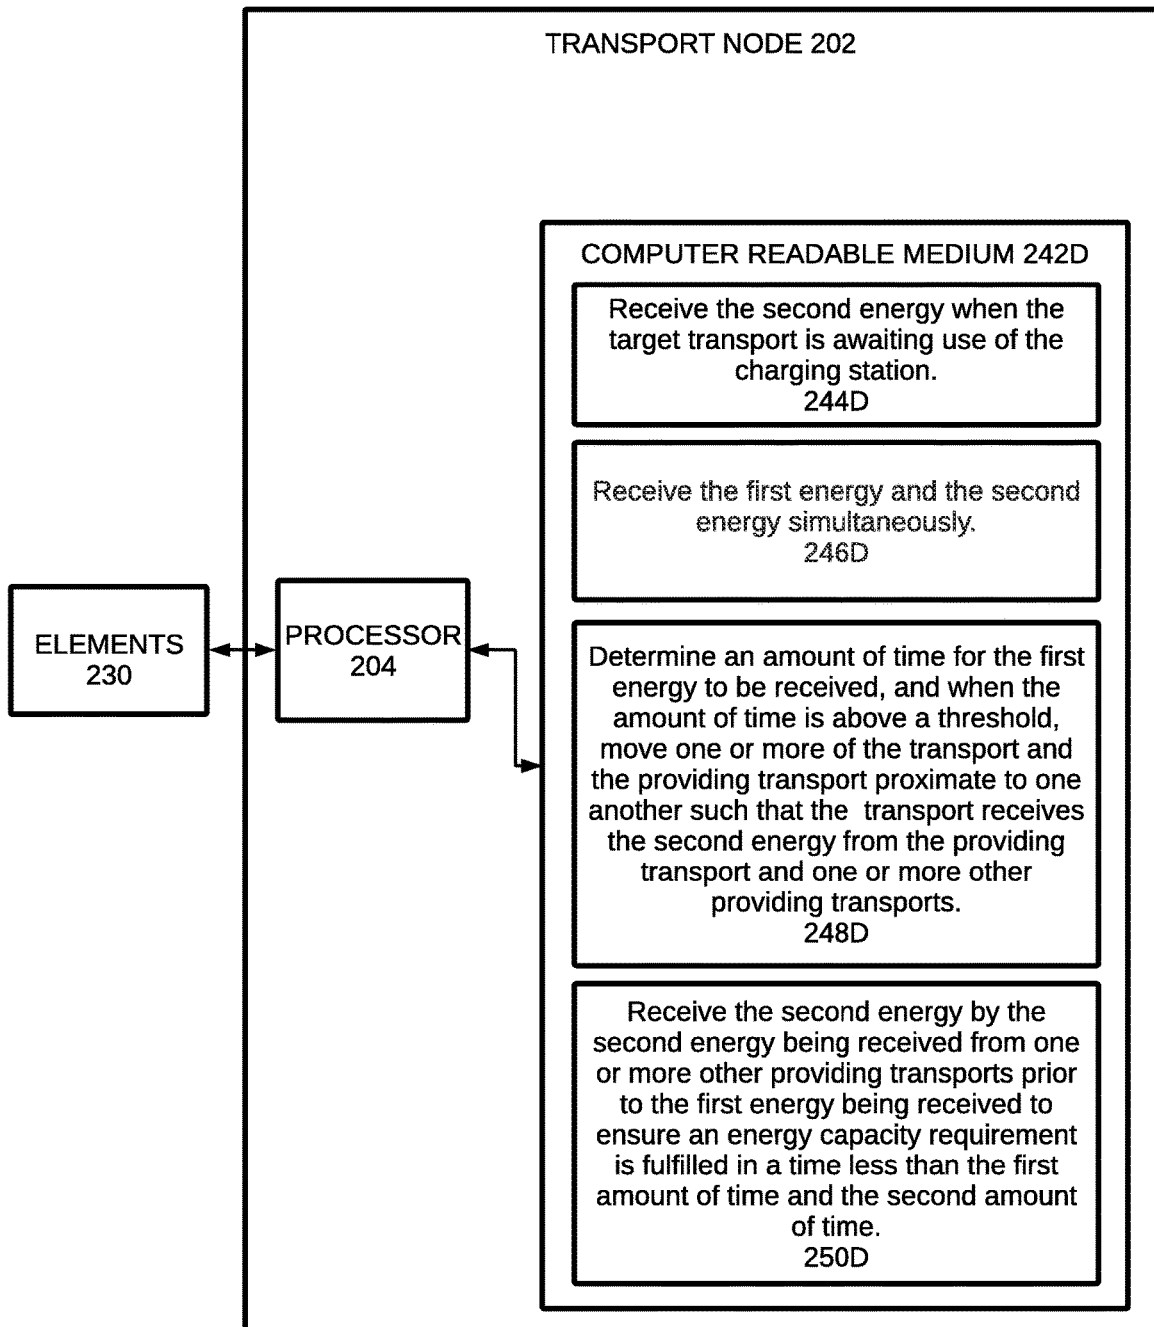 TRANSPORT NODE 202
COMPUTER READABLE MEDIUM 242D
Receive the second energy when the
target transport is awaiting use of the
charging station.
244D
Receive the first energy and the second
energy simultaneously.
246D
ELEMENTS
230
PROCESSOR
204
Determine an amount of time for the first
energy to be received, and when the
amount of time is above a threshold,
move one or more of the transport and
the providing transport proximate to one
another such that the transport receives
the second energy from the providing
transport and one or more other
providing transports.
248D
Receive the second energy by the
second energy being received from one
or more other providing transports prior
to the first energy being received to
ensure an energy capacity requirement
is fulfilled in a time less than the first
amount of time and the second amount
of time.
250D